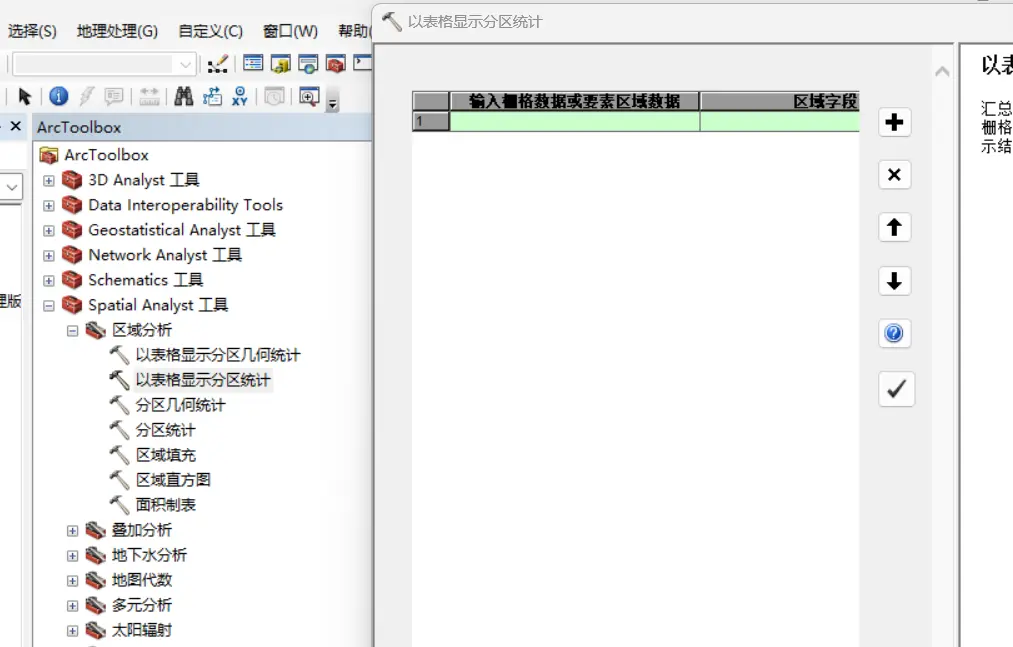 以表格显示分区统计
选择(S) 地理处理(G) 自定义(C) 窗口(W) 帮助(
ArcToolbox
ArcToolbox
3D Analyst 工具
Data Interoperability Tools
Geostatistical Analyst 工具
Network Analyst 工具
Schematics 工具
理版
Spatial Analyst 工具
区域分析
以表格显示分区几何统计
以表格显示分区统计
分区几何统计
分区统计
区域填充
区域直方图
面积制表
叠加分析
地下水分析
地图代数
多元分析
太阳辐射
输入栅格数据或要素区域数据 区域字段
1
以表
汇总
栅格
示结